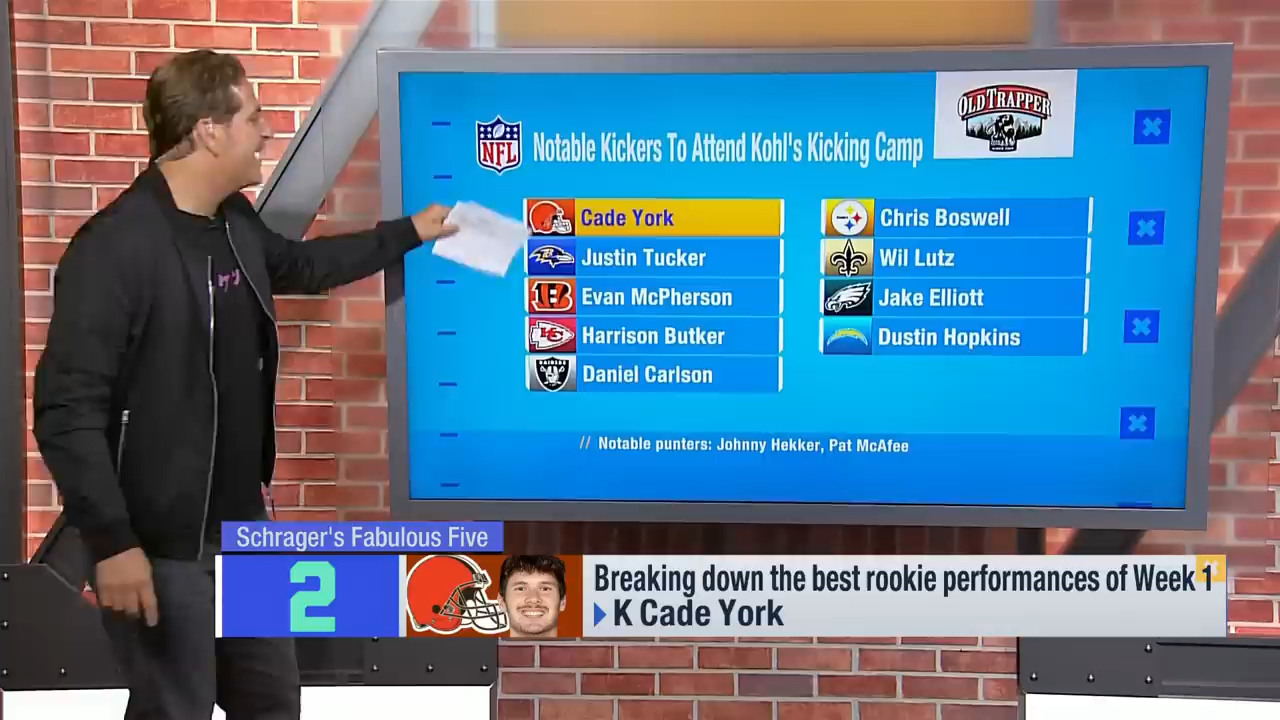 OLD TRAPPER
NFL
Notable Kickers To Attend Kohl's Kicking Camp
Cade York
Justin Tucker
Evan McPherson
Harrison Butker
RAIDERS
Daniel Carlson
Chris Boswell
Wil Lutz
Jake Elliott
Dustin Hopkins
// Notable punters: Johnny Hekker, Pat McAfee
Schrager's Fabulous Five
2
Breaking down the best rookie performances of Week 1
K Cade York